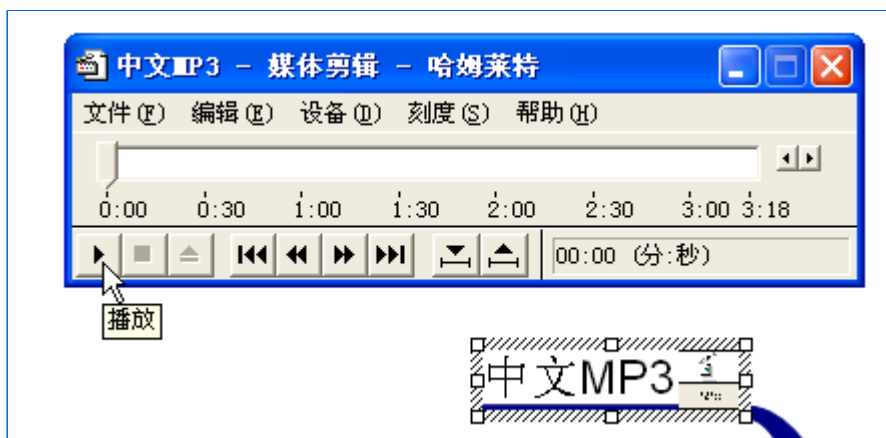 中文MP3 - 媒体剪辑 - 哈姆莱特
文件(F) 编辑(E) 设备(D) 刻度(S) 帮助(H)
0:00 0:30 1:00 1:30 2:00 2:30 3:00 3:18
00:00 (分:秒)
播放
中文MP3